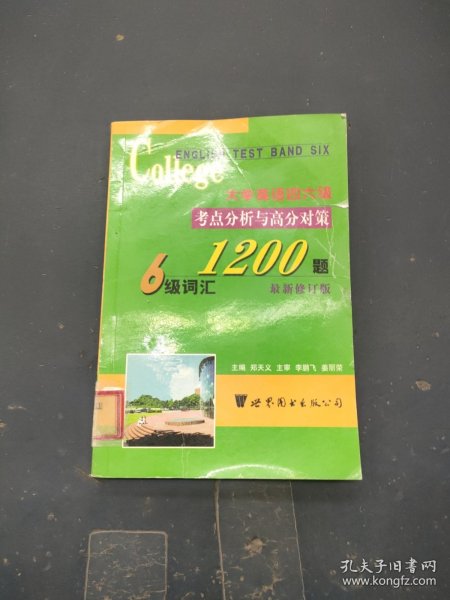 College
ENGLISH TEST BAND SIX
大学英语四六级
考点分析与高分对策
6级词汇
1200题
最新修订版
主编 郑天义 主审 李鹏飞 姜丽荣
世界图书出版公司
孔夫子旧书网
www.kongfz.com